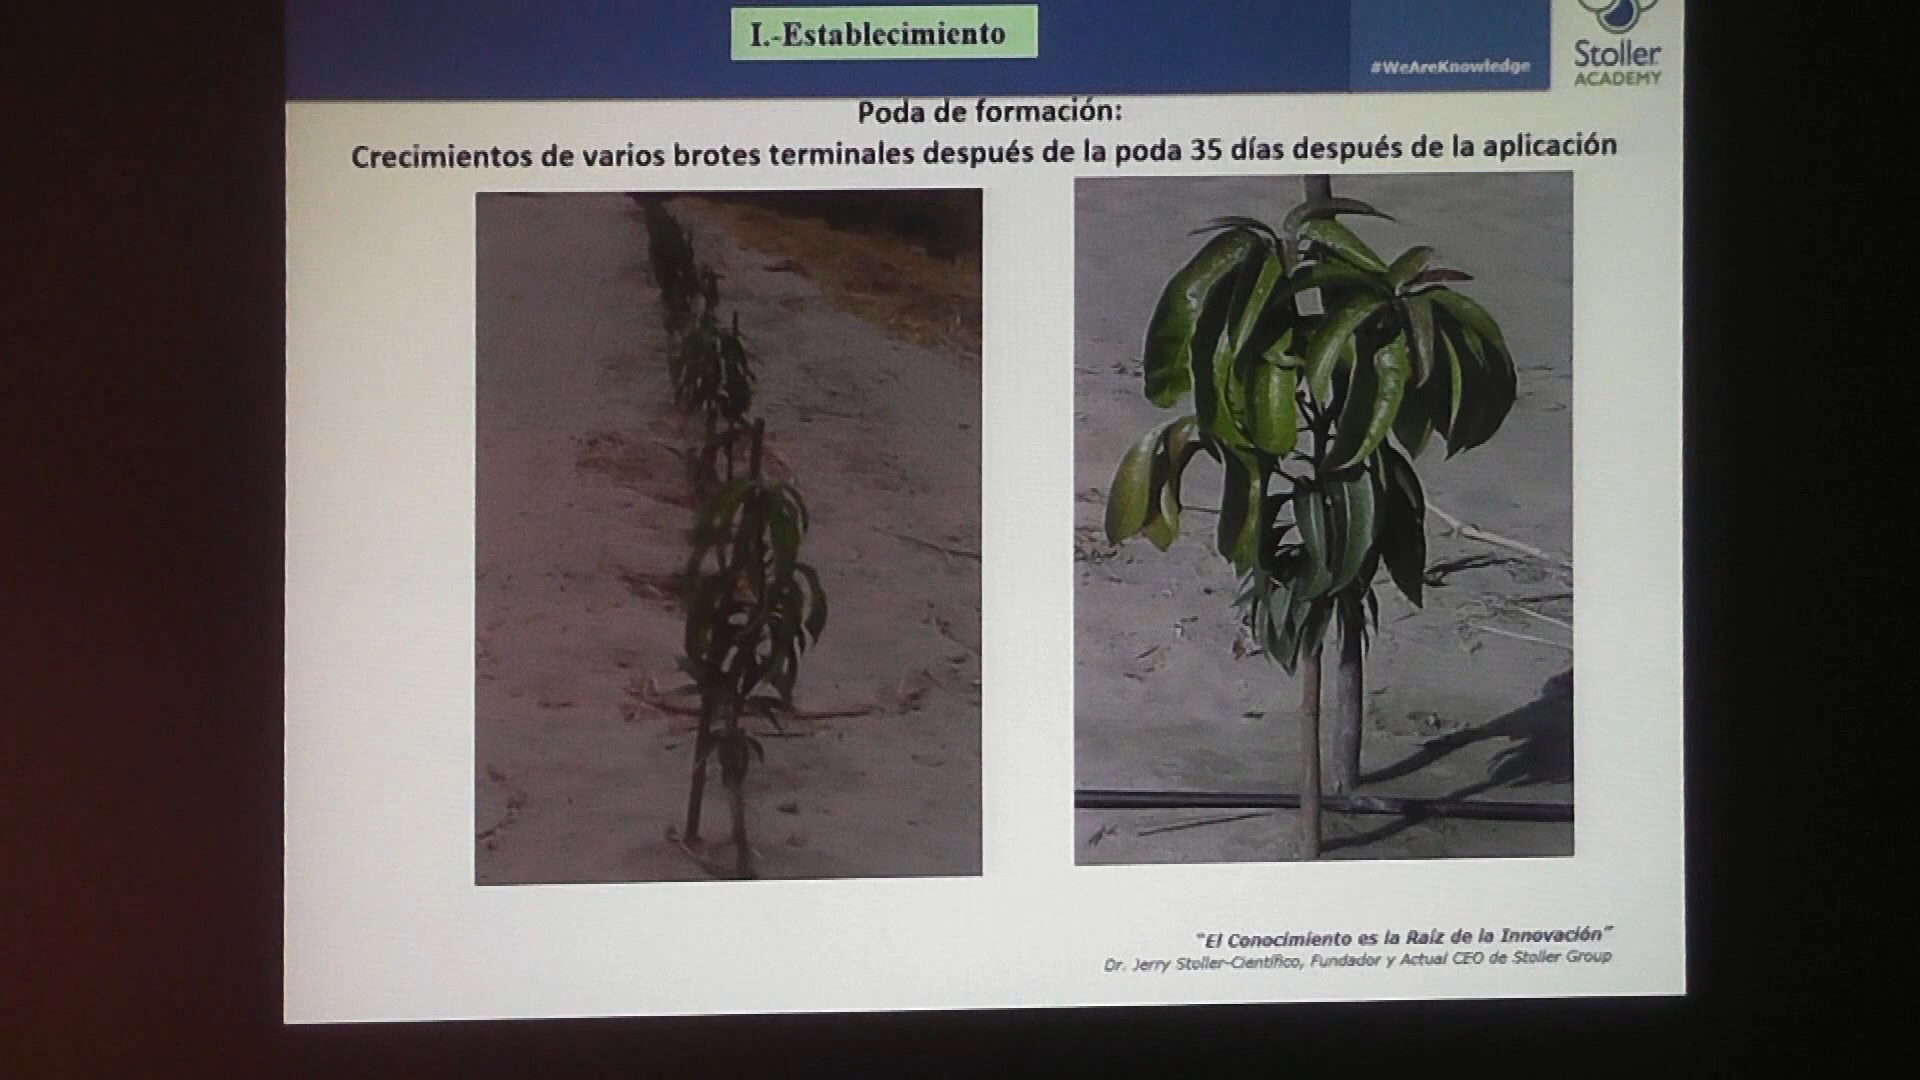 I.-Establecimiento
#WeAreKnowledge
Stoller
ACADEMY
Poda de formación:
Crecimientos de varios brotes terminales después de la poda 35 días después de la aplicación
"El Conocimiento es la Raíz de la Innovación"
Dr. Jerry Stoller-Científico, Fundador y Actual CEO de Stoller Group